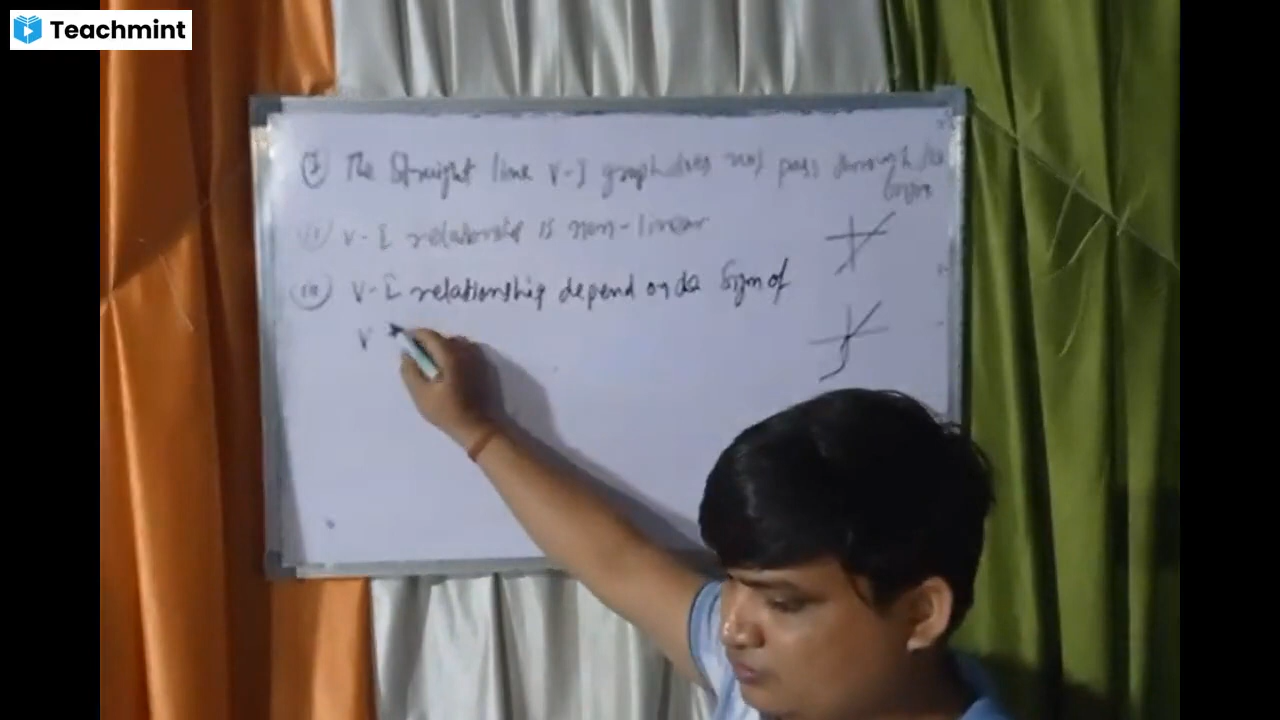 Teachmint
(i) The Straight line V-I graph does not pass through the
(ii) V-I relationship is non-linear
(iii) V-I relationship depend on the Sign of
V